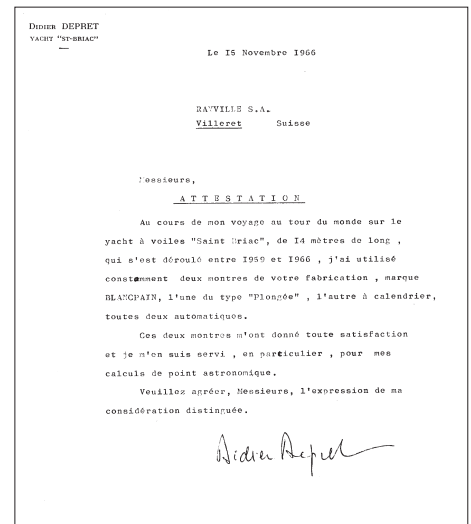 DIDIER DEPRET
YACHT "ST-BRIAC"
Le I5 Novembre I966
RAYVILLE S.A.
Villeret Suisse
Messieurs,
A T T E S T A T I O N
Au cours de mon voyage au tour du monde sur le
yacht à voiles "Saint Briac", de I4 mètres de long ,
qui s'est déroulé entre I959 et I966 , j'ai utilisé
constamment deux montres de votre fabrication , marque
BLANCPAIN, l'une du type "Plongée" , l'autre à calendrier,
toutes deux automatiques.
Ces deux montres m'ont donné toute satisfaction
et je m'en suis servi , en particulier , pour mes
calculs de point astronomique.
Veuillez agréer, Messieurs, l'expression de ma
considération distinguée.
Didier Depret